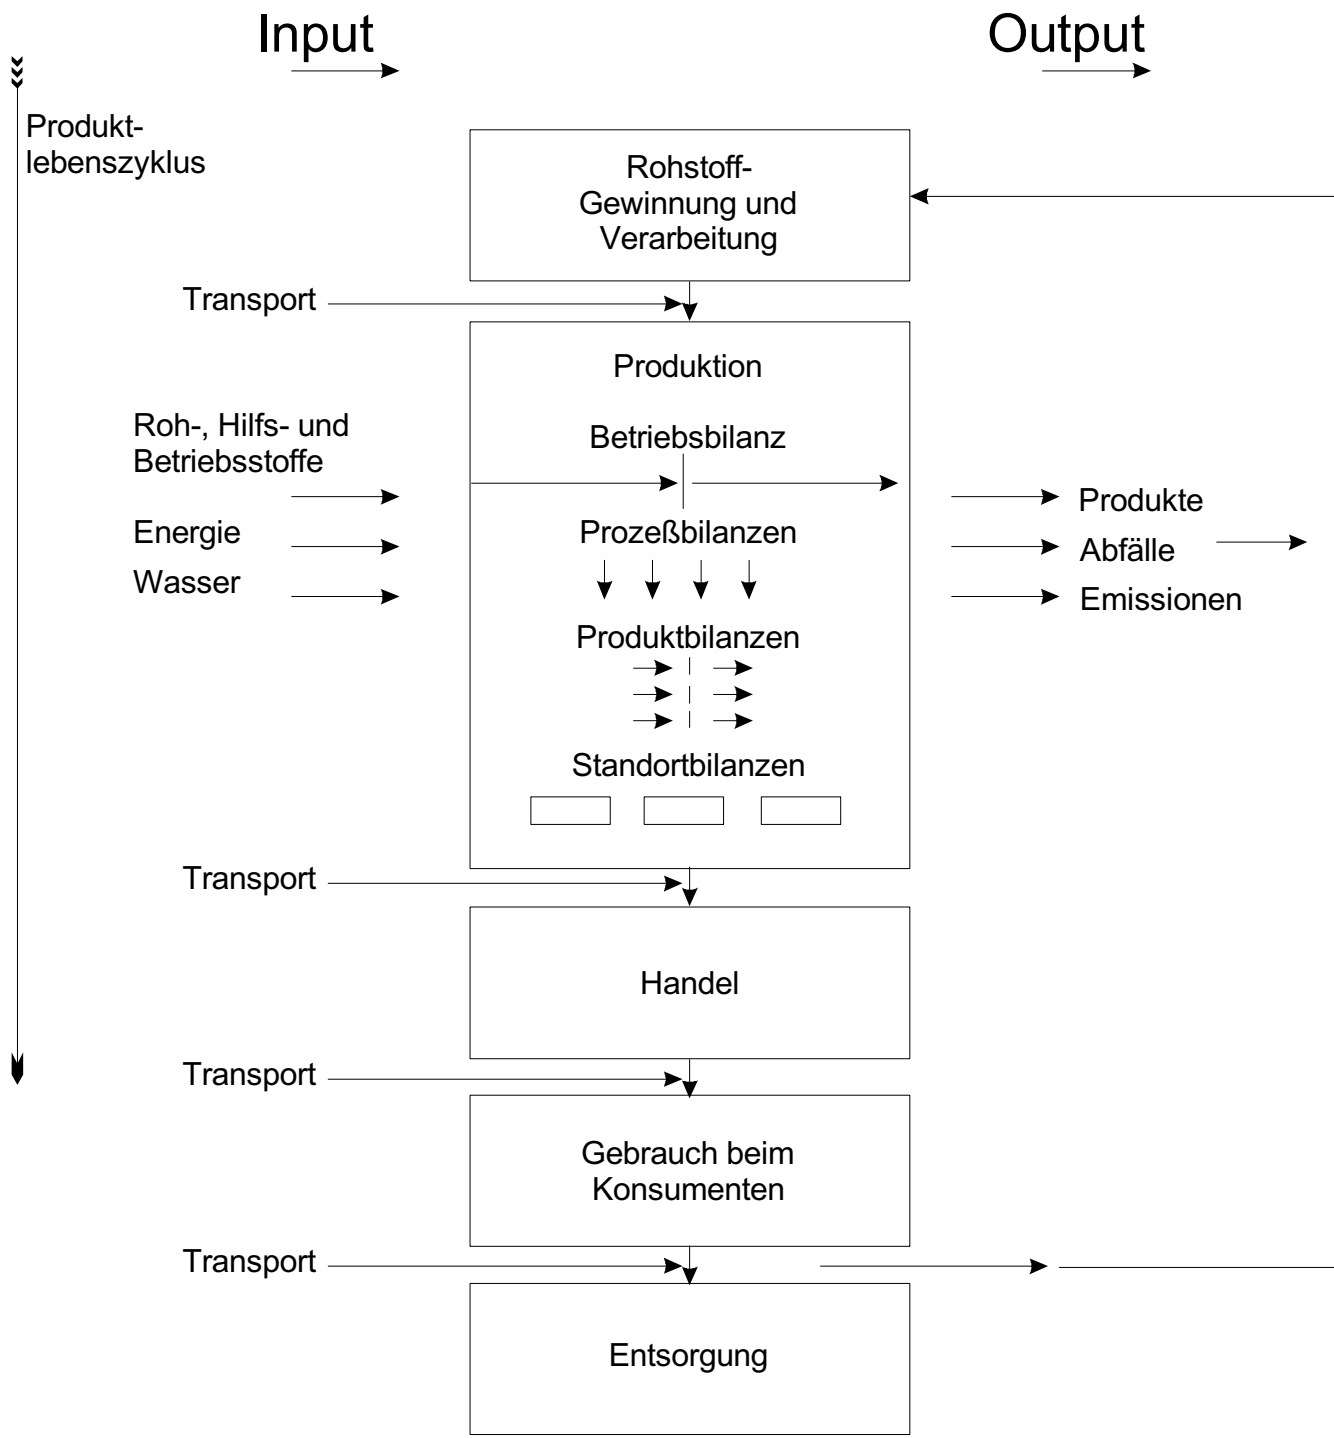 Input
Output
Produkt-
lebenszyklus
Rohstoff-
Gewinnung und
Verarbeitung
Transport
Produktion
Roh-, Hilfs- und
Betriebsstoffe
Energie
Wasser
Betriebsbilanz
Prozeßbilanzen
Produktbilanzen
Standortbilanzen
Produkte
Abfälle
Emissionen
Transport
Handel
Transport
Gebrauch beim
Konsumenten
Transport
Entsorgung